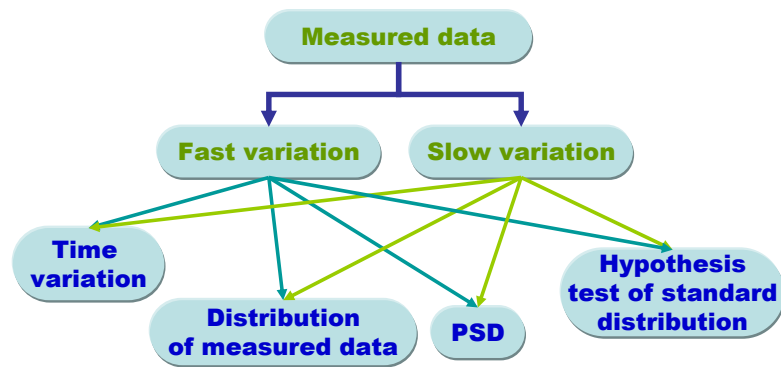 Measured data
Fast variation
Slow variation
Time
variation
Distribution
of measured data
PSD
Hypothesis
test of standard
distribution